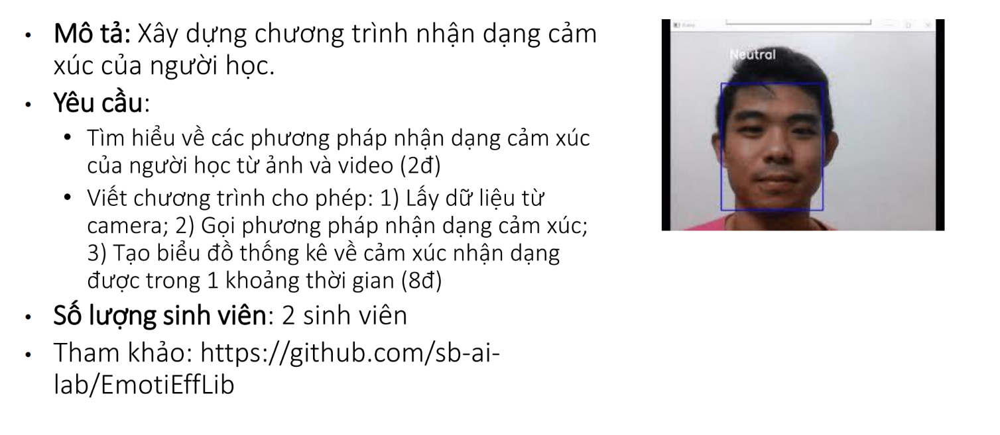 • Mô tả: Xây dựng chương trình nhận dạng cảm
xúc của người học.
• Yêu cầu:
• Tìm hiểu về các phương pháp nhận dạng cảm xúc
của người học từ ảnh và video (2đ)
• Viết chương trình cho phép: 1) Lấy dữ liệu từ
camera; 2) Gọi phương pháp nhận dạng cảm xúc;
3) Tạo biểu đồ thống kê về cảm xúc nhận dạng
được trong 1 khoảng thời gian (8đ)
• Số lượng sinh viên: 2 sinh viên
• Tham khảo: https://github.com/sb-ai-
lab/EmotiEffLib
Video
Neutral